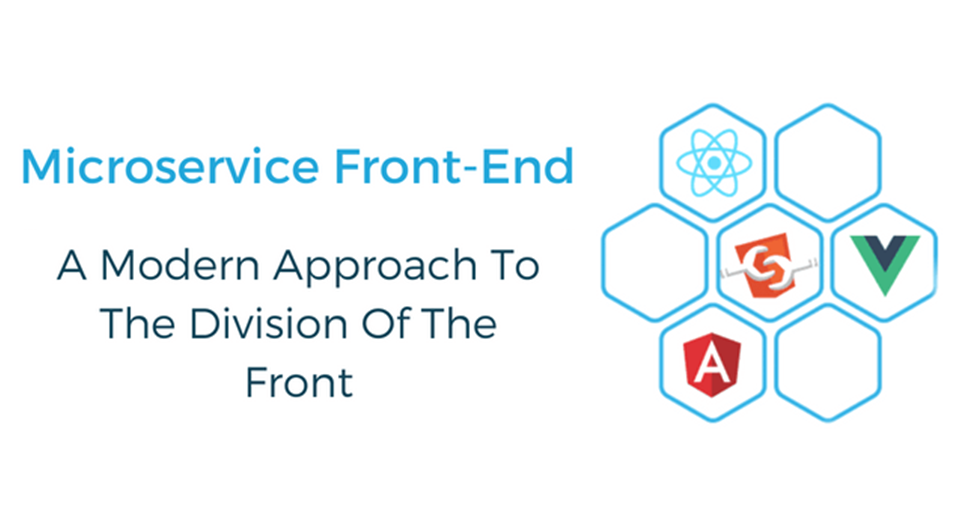 Microservice Front-End
A Modern Approach To
The Division Of The
Front
A